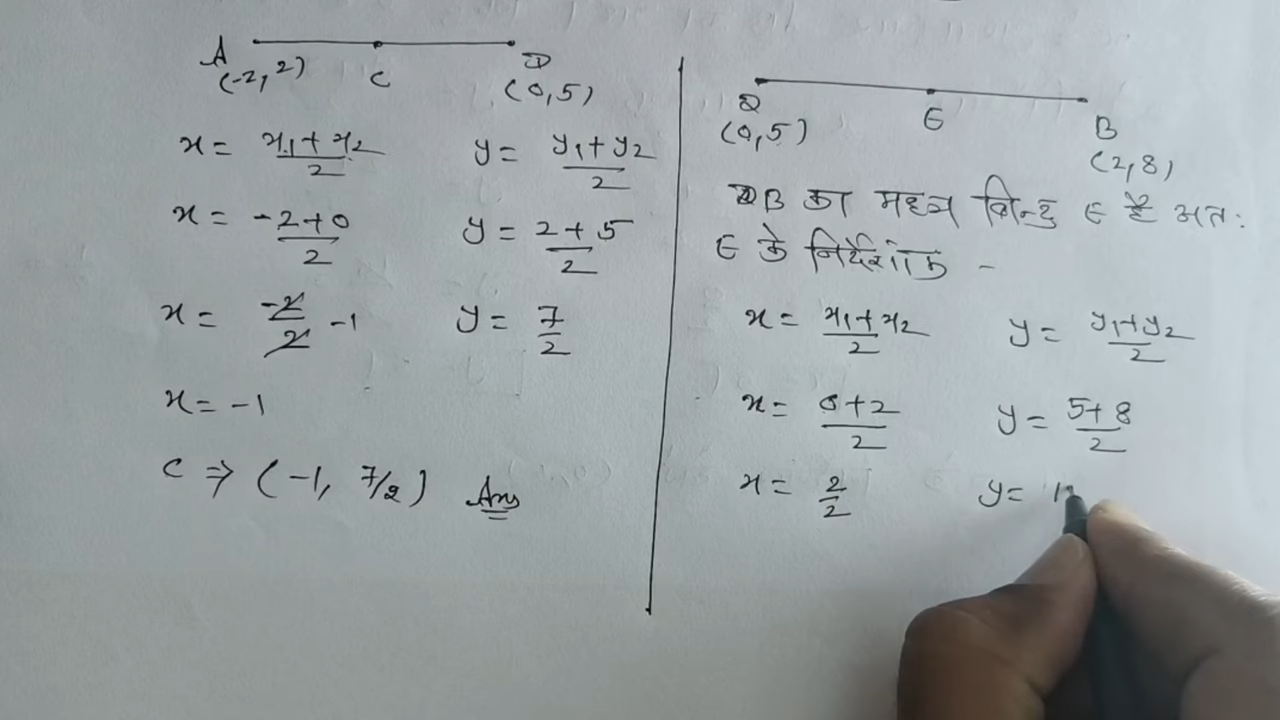 A C D
(-2, 2) (0,5)
x = x₁ + x₂ / 2 y = y₁ + y₂ / 2
x = -2+0 / 2 y = 2+5 / 2
x = -2 / 2 -1 y = 7 / 2
x = -1
C ⇒ (-1, 7/2) Ans
D E B
(0,5) (2,8)
DB का मध्य बिन्दु E है अतः
E के निर्देशांक -
x = x₁ + x₂ / 2 y = y₁ + y₂ / 2
x = 0+2 / 2 y = 5+8 / 2
x = 2 / 2 y = 1